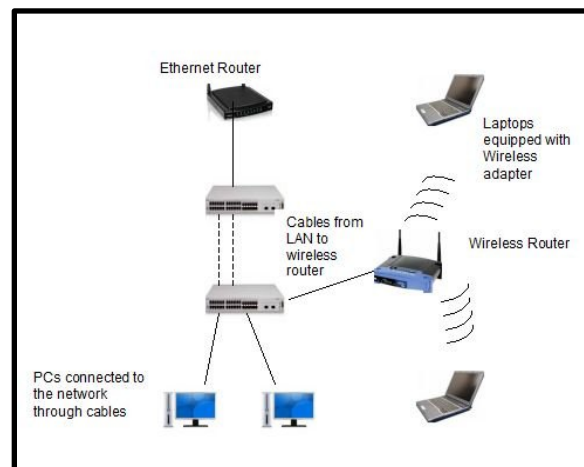 Ethernet Router
Laptops
equipped with
Wireless
adapter
Cables from
LAN to
wireless
router
Wireless Router
PCs connected to
the network
through cables